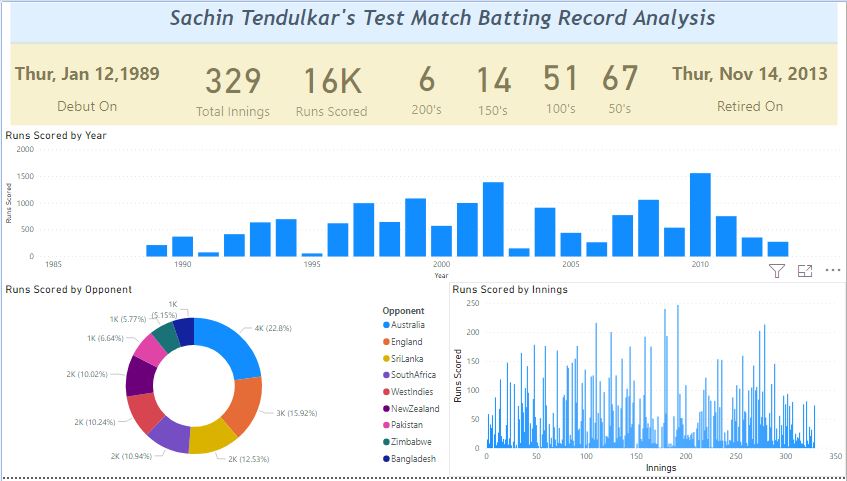 Sachin Tendulkar's Test Match Batting Record Analysis
Thur, Jan 12,1989
Debut On
329
Total Innings
16K
Runs Scored
6
200's
14
150's
51
100's
67
50's
Thur, Nov 14, 2013
Retired On
Runs Scored by Year
Runs Scored
2000
1500
1000
500
0
1985
1990
1995
2000
2005
2010
Year
Runs Scored by Opponent
4K (22.8%)
3K (15.92%)
2K (12.53%)
2K (10.94%)
2K (10.24%)
2K (10.02%)
1K (6.64%)
1K (5.77%)
1K
(5.15%)
Opponent
Australia
England
SriLanka
SouthAfrica
WestIndies
NewZealand
Pakistan
Zimbabwe
Bangladesh
Runs Scored by Innings
Runs Scored
250
200
150
100
50
0
0
50
100
150
200
250
300
350
Innings